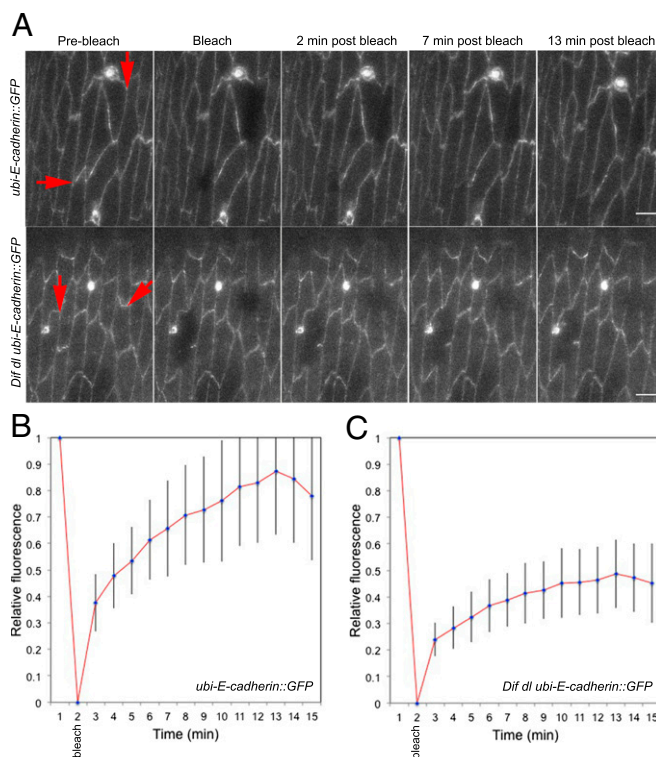 A
Pre-bleach
Bleach
2 min post bleach
7 min post bleach
13 min post bleach
ubi-E-cadherin::GFP
Dif dl ubi-E-cadherin::GFP
B
1
0.9
0.8
0.7
0.6
0.5
0.4
0.3
0.2
0.1
0
Relative fluorescence
ubi-E-cadherin::GFP
1 2 3 4 5 6 7 8 9 10 11 12 13 14 15
bleach
Time (min)
C
1
0.9
0.8
0.7
0.6
0.5
0.4
0.3
0.2
0.1
0
Relative fluorescence
Dif dl ubi-E-cadherin::GFP
1 2 3 4 5 6 7 8 9 10 11 12 13 14 15
bleach
Time (min)